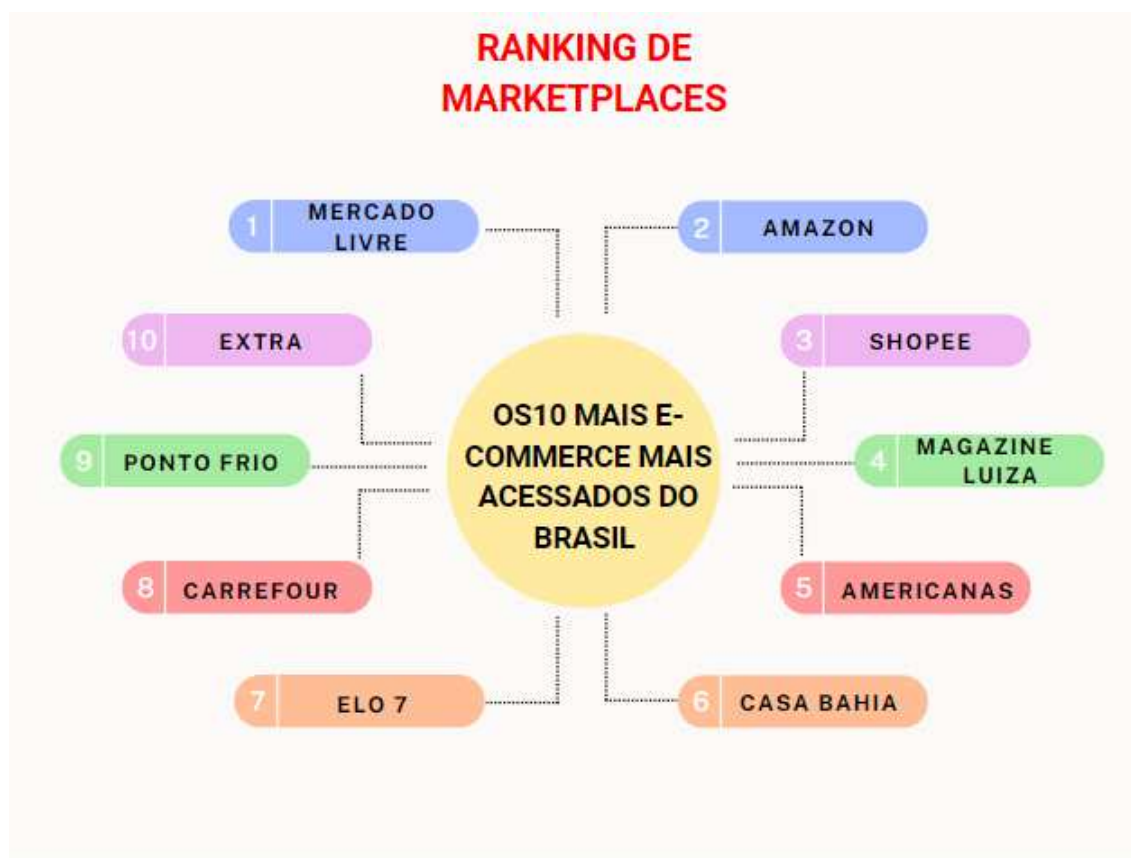 RANKING DE
MARKETPLACES
1
MERCADO
LIVRE
2
AMAZON
10
EXTRA
3
SHOPEE
OS10 MAIS E-
COMMERCE MAIS
ACESSADOS DO
BRASIL
9
PONTO FRIO
4
MAGAZINE
LUIZA
8
CARREFOUR
5
AMERICANAS
7
ELO 7
6
CASA BAHIA